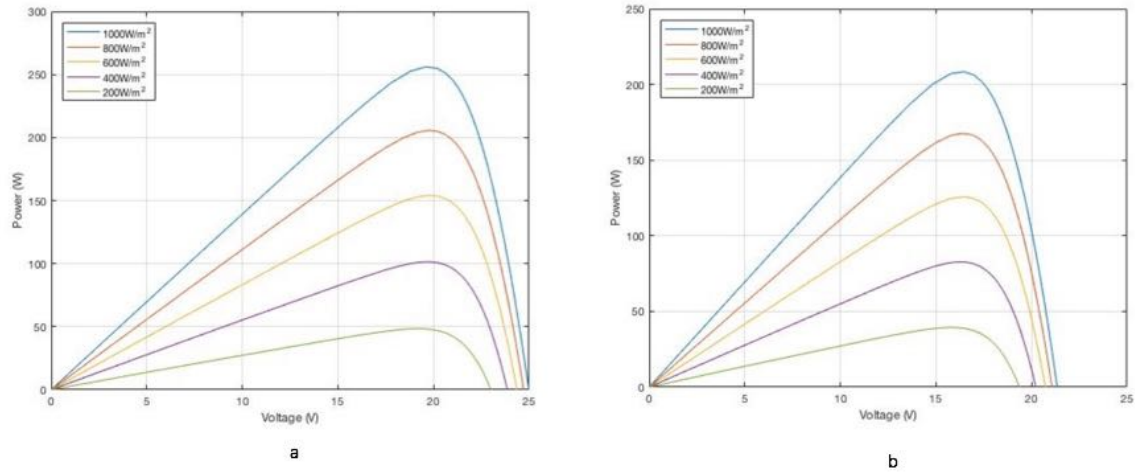 300
250
200
150
100
50
0
1000W/m²
800W/m²
600W/m²
400W/m²
200W/m²
Power (W)
0 5 10 15 20 25
Voltage (V)
a
250
200
150
100
50
0
1000W/m²
800W/m²
600W/m²
400W/m²
200W/m²
Power (W)
0 5 10 15 20 25
Voltage (V)
b